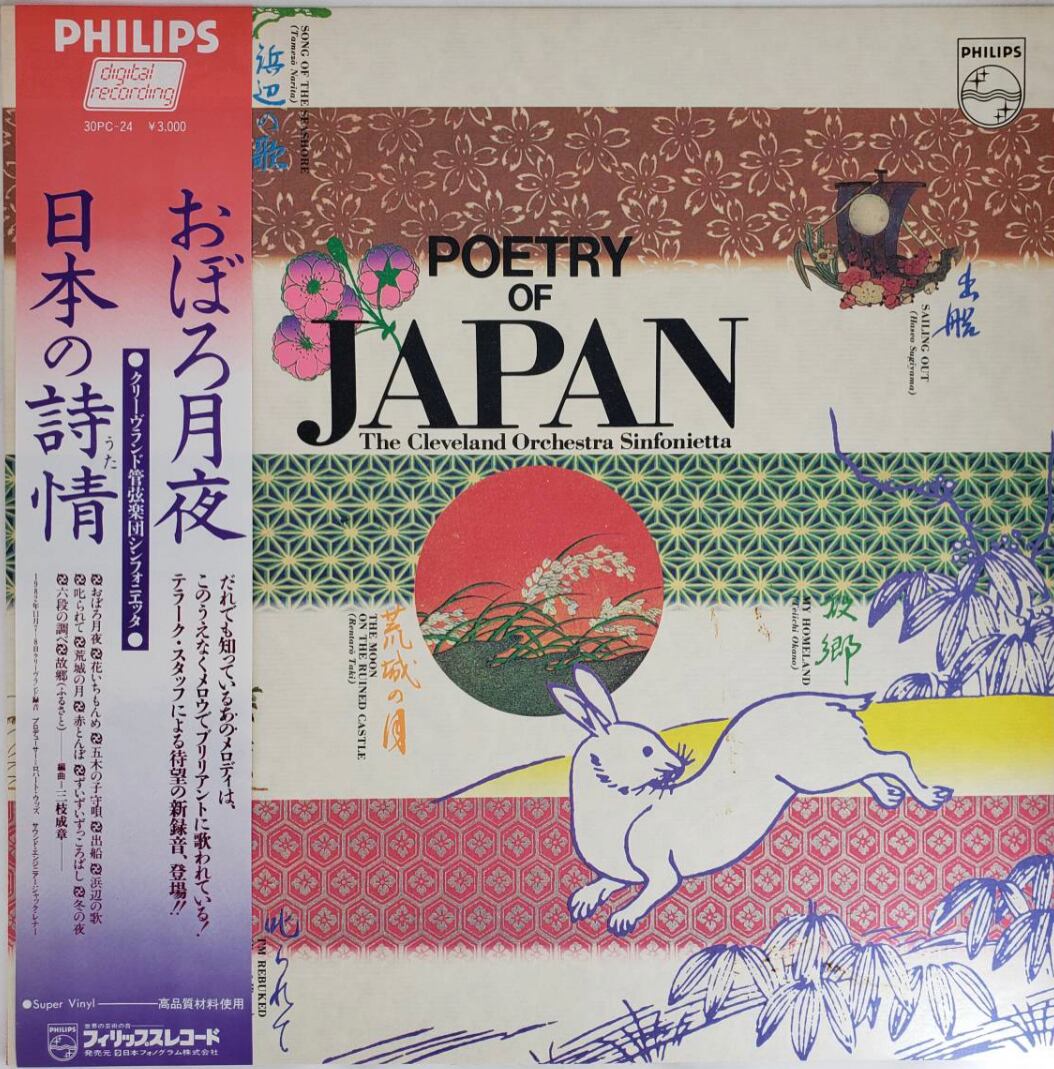 PHILIPS
digital
recording
30PC-24 ¥3.000
おぼろ月夜
日本の詩情
うた
●クリーヴランド管弦楽団シンフォニエッタ●
だれでも知っているあのメロディは、
このうえなくメロウでブリリアントに歌われている!
テラーク・スタッフによる待望の新録音、登場!!
おぼろ月夜 花いちもんめ 五木の子守唄 出船 浜辺の歌
叱られて 荒城の月 赤とんぼ ずいずいずっころばし 冬の夜
六段の調べ 故郷(ふるさと)——編曲—三枝成章——
●Super Vinyl———高品質材料使用
PHILIPS
世界の芸術の音
フィリップスレコード
発売元 日本フォノグラム株式会社
浜辺の歌
SONG OF THE SEASHORE
(Tamezō Narita)
PHILIPS
POETRY
OF
JAPAN
The Cleveland Orchestra Sinfonietta
出船
SAILING OUT
(Haseo Sugiyama)
荒城の月
THE MOON
ON THE RUINED CASTLE
(Rentarō Taki)
故郷
MY HOMELAND
(Teiichi Okano)
叱られて
I'M REBUKED